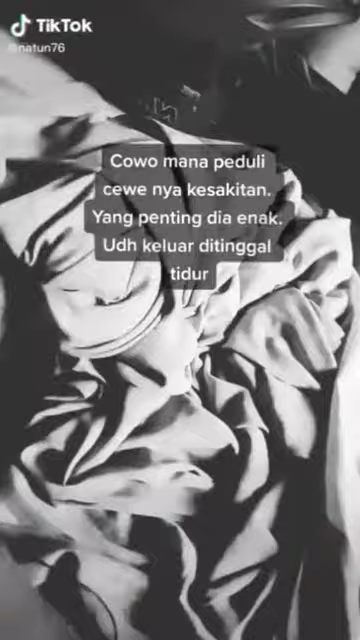 TikTok
@natun76
Cowo mana peduli
cewe nya kesakitan.
Yang penting dia enak.
Udh keluar ditinggal
tidur